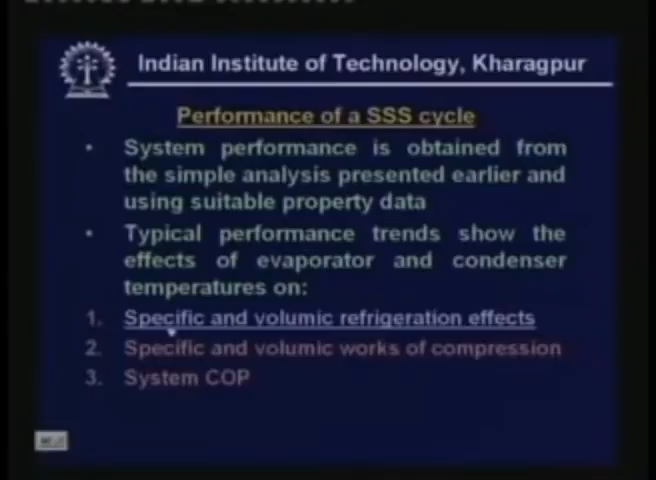 Indian Institute of Technology, Kharagpur
Performance of a SSS cycle
• System performance is obtained from
the simple analysis presented earlier and
using suitable property data
• Typical performance trends show the
effects of evaporator and condenser
temperatures on:
1. Specific and volumic refrigeration effects
2. Specific and volumic works of compression
3. System COP